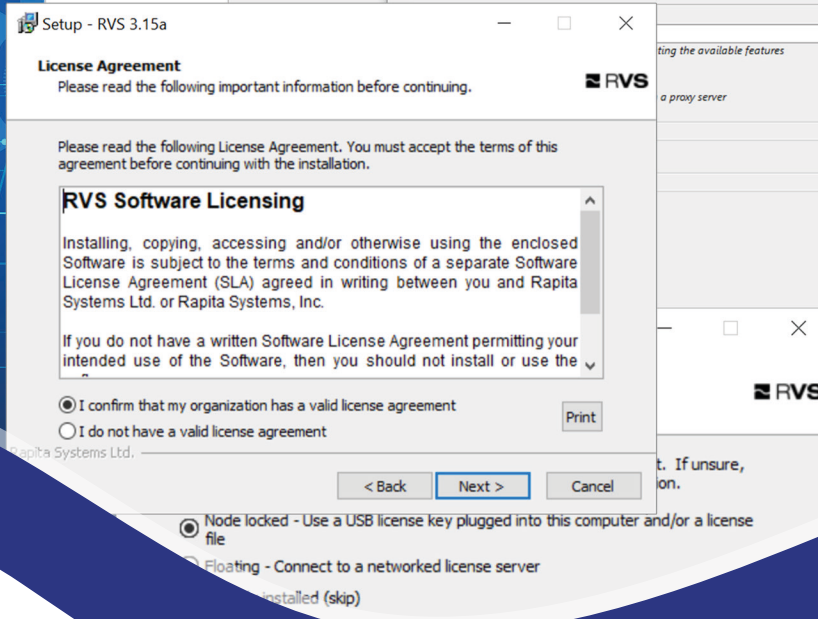 Setup - RVS 3.15a
License Agreement
Please read the following important information before continuing.
RVS
Please read the following License Agreement. You must accept the terms of this
agreement before continuing with the installation.
RVS Software Licensing
Installing, copying, accessing and/or otherwise using the enclosed
Software is subject to the terms and conditions of a separate Software
License Agreement (SLA) agreed in writing between you and Rapita
Systems Ltd. or Rapita Systems, Inc.
If you do not have a written Software License Agreement permitting your
intended use of the Software, then you should not install or use the
I confirm that my organization has a valid license agreement
I do not have a valid license agreement
Print
Rapita Systems Ltd.
< Back
Next >
Cancel
the available features
a proxy server
RVS
If unsure,
Node locked - Use a USB license key plugged into this computer and/or a license
file
Floating - Connect to a networked license server
installed (skip)